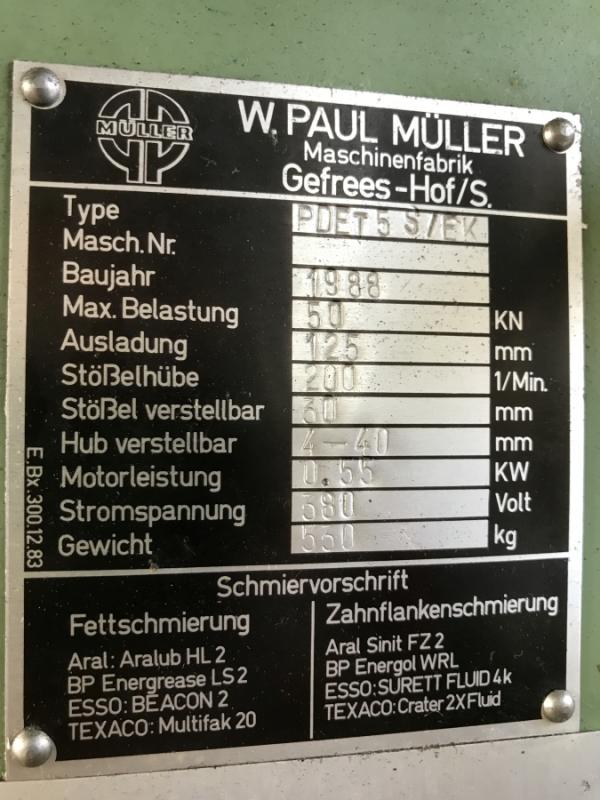 MÜLLER
W. PAUL MÜLLER
Maschinenfabrik
Gefrees-Hof/S.
Type PDET 5 S/EK
Masch. Nr.
Baujahr 1988
Max. Belastung 50 KN
Ausladung 125 mm
Stößelhübe 200 1/Min.
Stößel verstellbar 30 mm
Hub verstellbar 4-40 mm
Motorleistung 0.55 KW
Stromspannung 380 Volt
Gewicht 530 kg
E.Bx.300.12.83
Schmiervorschrift
Fettschmierung
Aral: Aralub HL 2
BP Energrease LS 2
ESSO: BEACON 2
TEXACO: Multifak 20
Zahnflankenschmierung
Aral Sinit FZ 2
BP Energol WRL
ESSO: SURETT FLUID 4k
TEXACO: Crater 2X Fluid